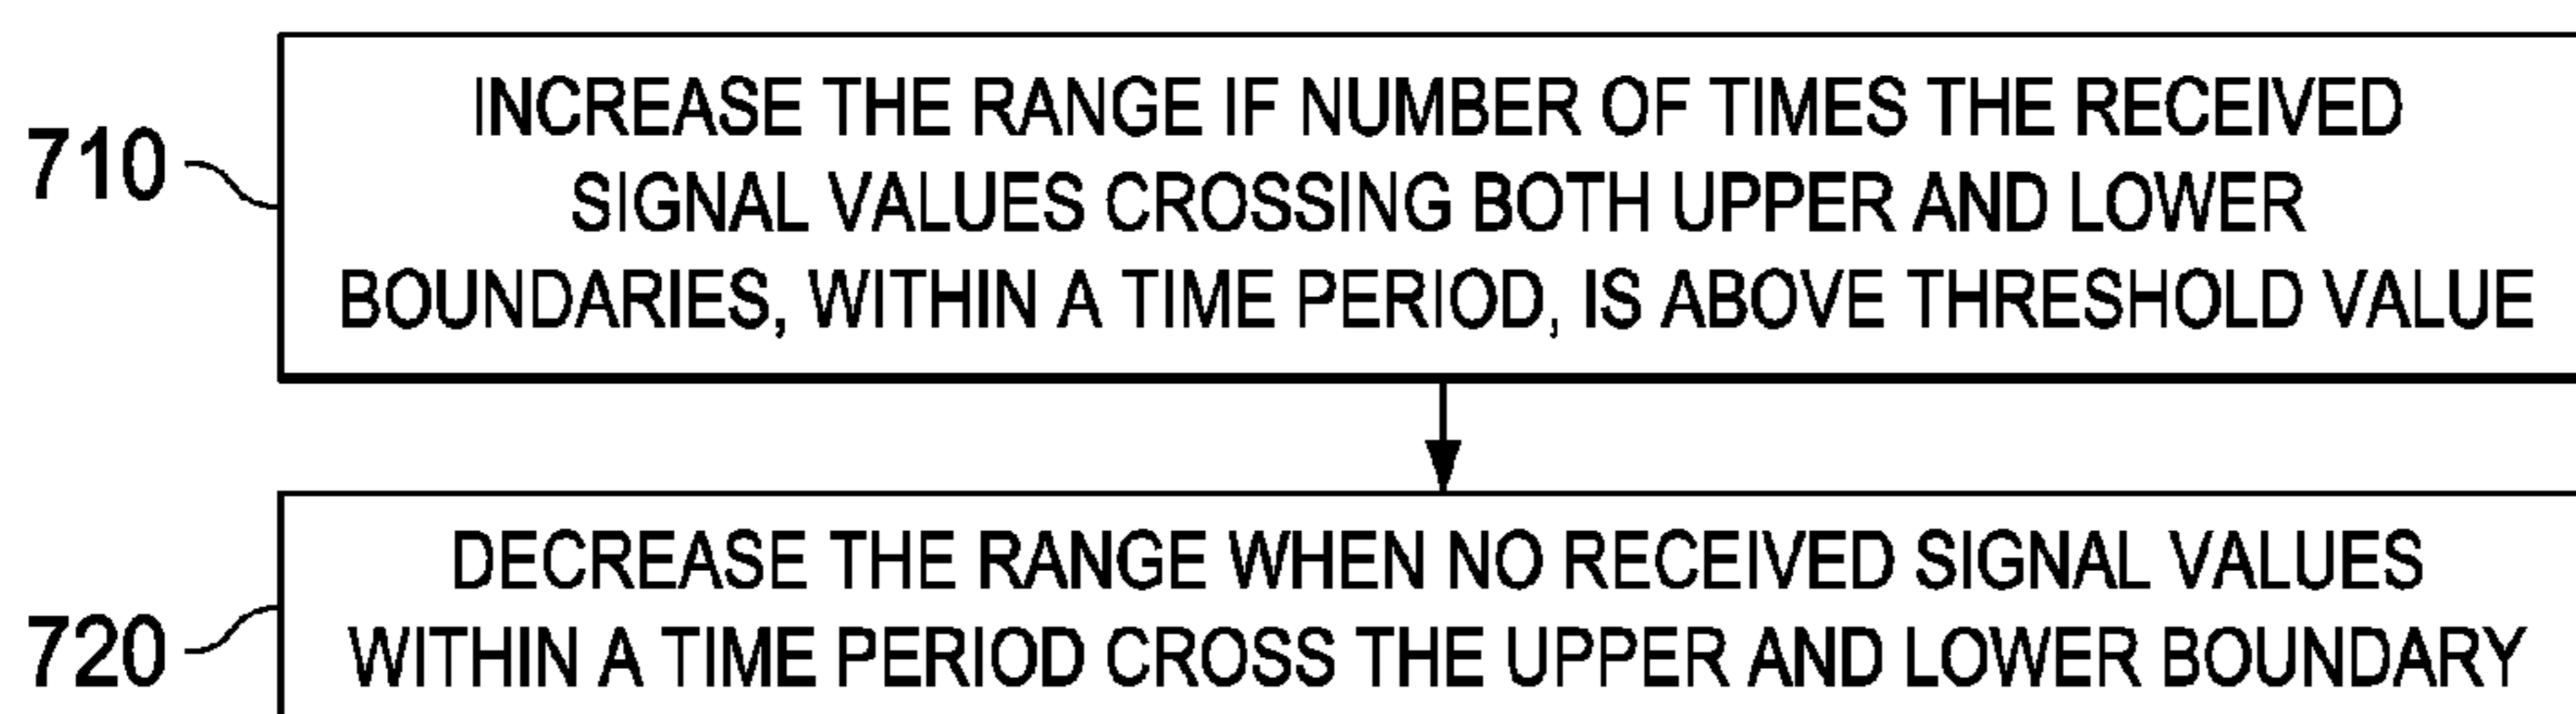 710
INCREASE THE RANGE IF NUMBER OF TIMES THE RECEIVED
SIGNAL VALUES CROSSING BOTH UPPER AND LOWER
BOUNDARIES, WITHIN A TIME PERIOD, IS ABOVE THRESHOLD VALUE
720
DECREASE THE RANGE WHEN NO RECEIVED SIGNAL VALUES
WITHIN A TIME PERIOD CROSS THE UPPER AND LOWER BOUNDARY